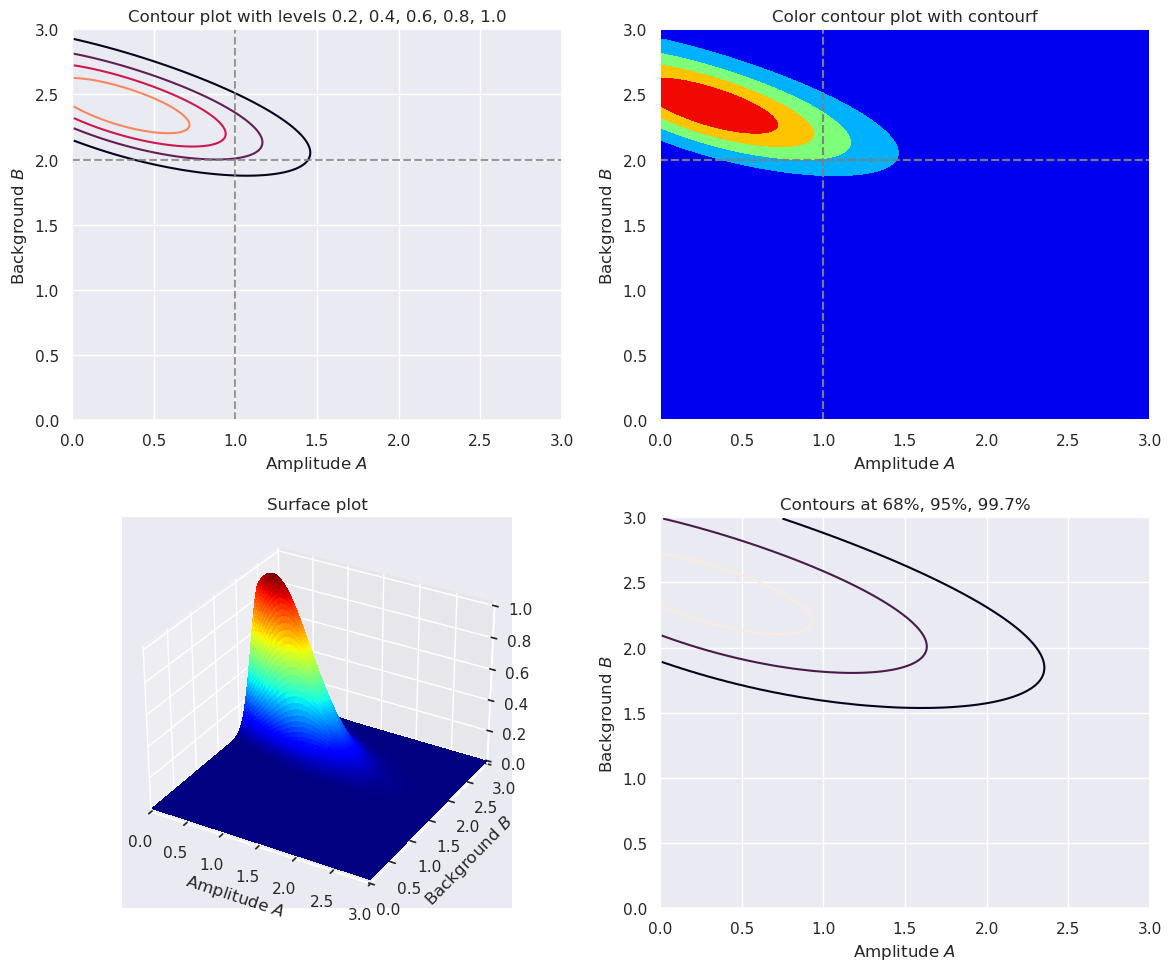 Contour plot with levels 0.2, 0.4, 0.6, 0.8, 1.0
3.0
2.5
2.0
1.5
1.0
0.5
0.0
Background B
0.0 0.5 1.0 1.5 2.0 2.5 3.0
Amplitude A
Color contour plot with contourf
3.0
2.5
2.0
1.5
1.0
0.5
0.0
Background B
0.0 0.5 1.0 1.5 2.0 2.5 3.0
Amplitude A
Surface plot
1.0
0.8
0.6
0.4
0.2
0.0
3.0
2.5
2.0
1.5
1.0
0.5
0.0
Background B
0.0 0.5 1.0 1.5 2.0 2.5 3.0
Amplitude A
Contours at 68%, 95%, 99.7%
3.0
2.5
2.0
1.5
1.0
0.5
0.0
Background B
0.0 0.5 1.0 1.5 2.0 2.5 3.0
Amplitude A